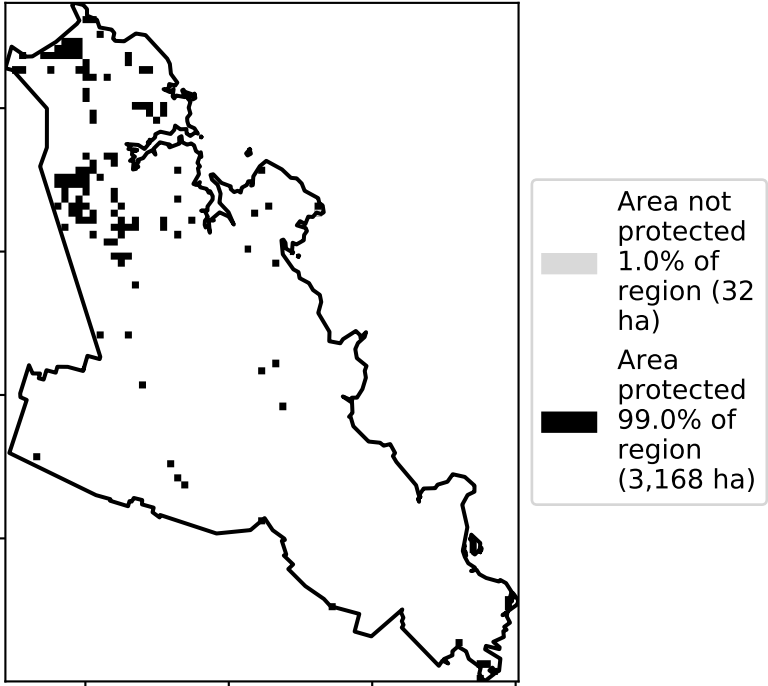 Area not
protected
1.0% of
region (32
ha)
Area
protected
99.0% of
region
(3,168 ha)